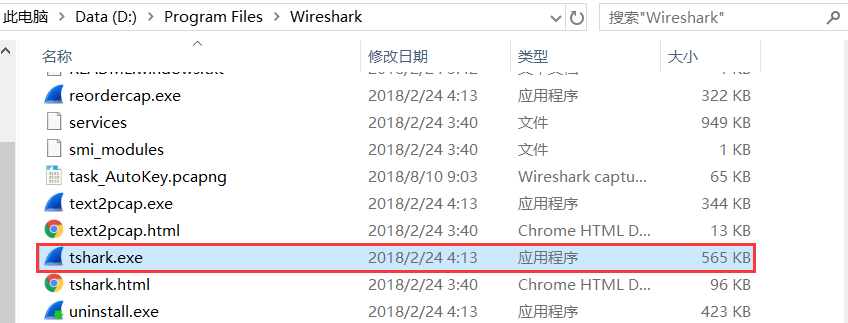 此电脑 > Data (D:) > Program Files > Wireshark 搜索"Wireshark"
名称 修改日期 类型 大小
reordercap.exe 2018/2/24 4:13 应用程序 322 KB
services 2018/2/24 3:40 文件 949 KB
smi_modules 2018/2/24 3:40 文件 1 KB
task_AutoKey.pcapng 2018/8/10 9:03 Wireshark captu... 65 KB
text2pcap.exe 2018/2/24 4:13 应用程序 344 KB
text2pcap.html 2018/2/24 3:40 Chrome HTML D... 13 KB
tshark.exe 2018/2/24 4:13 应用程序 565 KB
tshark.html 2018/2/24 3:40 Chrome HTML D... 96 KB
uninstall.exe 2018/2/24 4:13 应用程序 423 KB